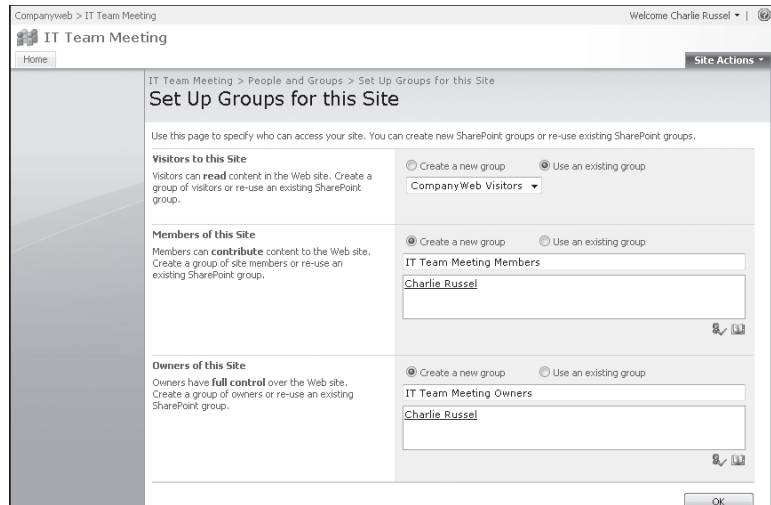 Companyweb > IT Team Meeting
Welcome Charlie Russel
IT Team Meeting
Home
Site Actions
IT Team Meeting > People and Groups > Set Up Groups for this Site
Set Up Groups for this Site
Use this page to specify who can access your site. You can create new SharePoint groups or re-use existing SharePoint groups.
Visitors to this Site
Visitors can read content in the Web site. Create a
group of visitors or re-use an existing SharePoint
group.
Create a new group
Use an existing group
CompanyWeb Visitors
Members of this Site
Members can contribute content to the Web site.
Create a group of site members or re-use an
existing SharePoint group.
Create a new group
Use an existing group
IT Team Meeting Members
Charlie Russel
Owners of this Site
Owners have full control over the Web site.
Create a group of owners or re-use an existing
SharePoint group.
Create a new group
Use an existing group
IT Team Meeting Owners
Charlie Russel
OK